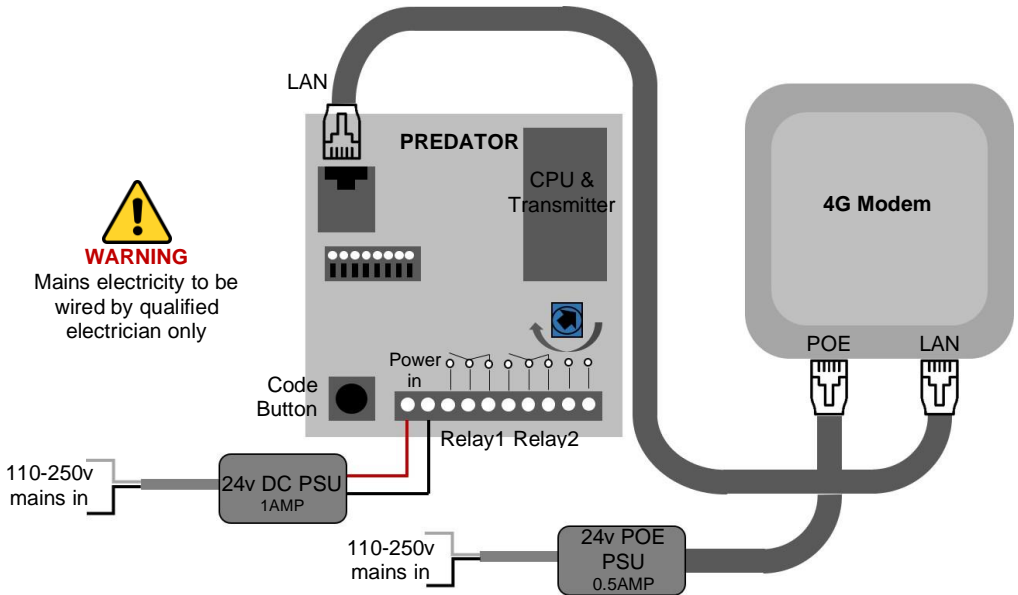 LAN
PREDATOR
CPU &
Transmitter
4G Modem
WARNING
Mains electricity to be
wired by qualified
electrician only
POE
LAN
Power
in
Code
Button
Relay1 Relay2
110-250v
mains in
24v DC PSU
1AMP
110-250v
mains in
24v POE
PSU
0.5AMP